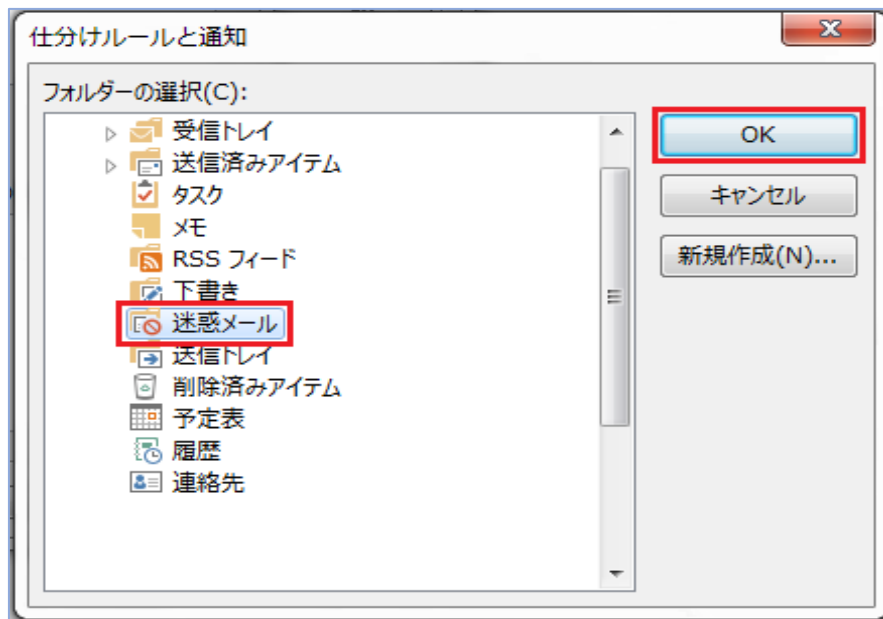 仕分けルールと通知
フォルダーの選択(C):
受信トレイ
送信済みアイテム
タスク
メモ
RSS フィード
下書き
迷惑メール
送信トレイ
削除済みアイテム
予定表
履歴
連絡先
OK
キャンセル
新規作成(N)...